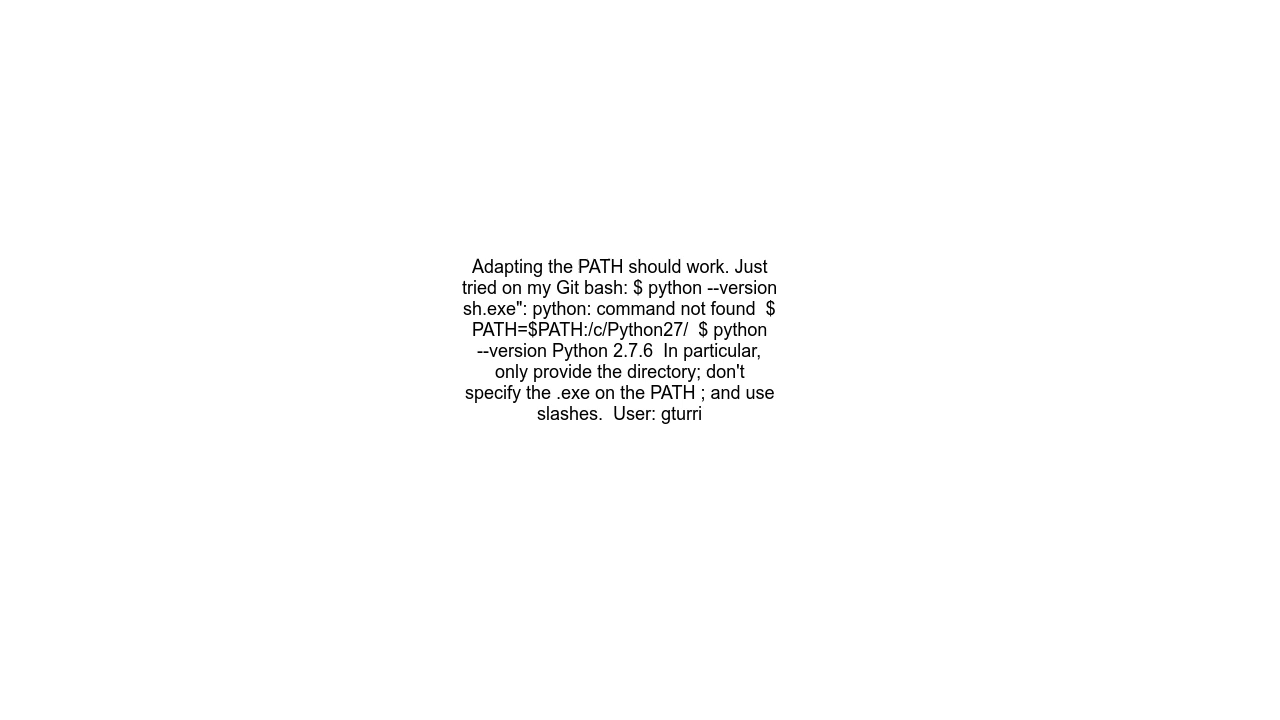 Adapting the PATH should work. Just
tried on my Git bash: $ python --version
sh.exe": python: command not found  $
PATH=$PATH:/c/Python27/  $ python
--version Python 2.7.6  In particular,
only provide the directory; don't
specify the .exe on the PATH ; and use
slashes.  User: gturri